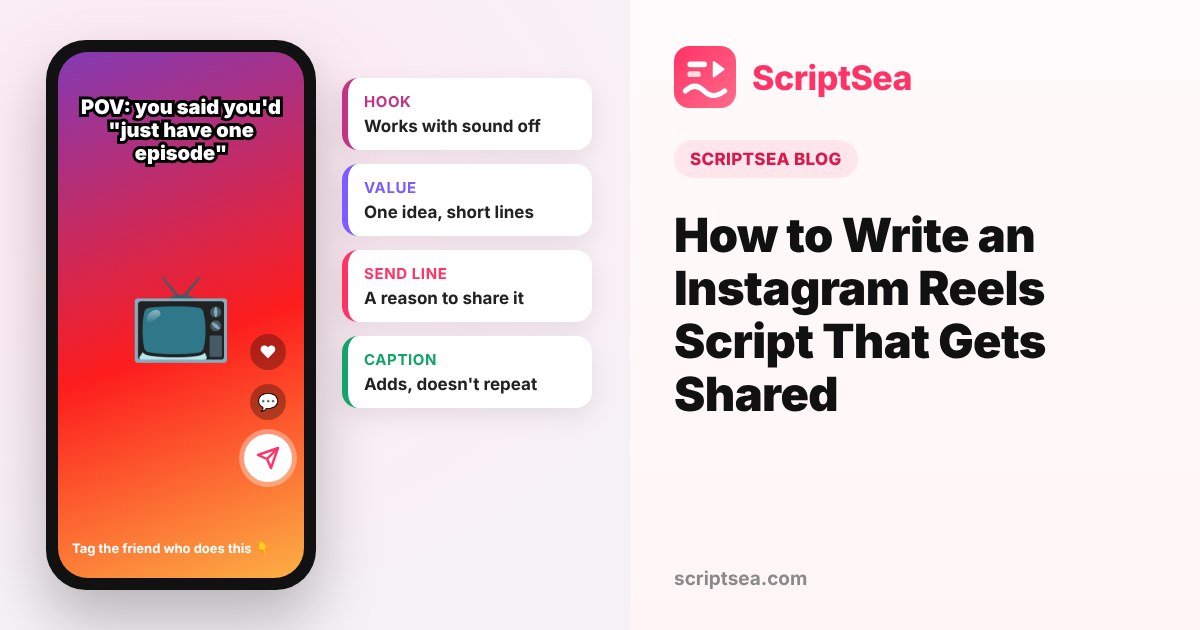 POV: you said you'd
"just have one
episode"
Tag the friend who does this 👇
HOOK
Works with sound off
VALUE
One idea, short lines
SEND LINE
A reason to share it
CAPTION
Adds, doesn't repeat
ScriptSea
SCRIPTSEA BLOG
How to Write an
Instagram Reels
Script That Gets
Shared
scriptsea.com